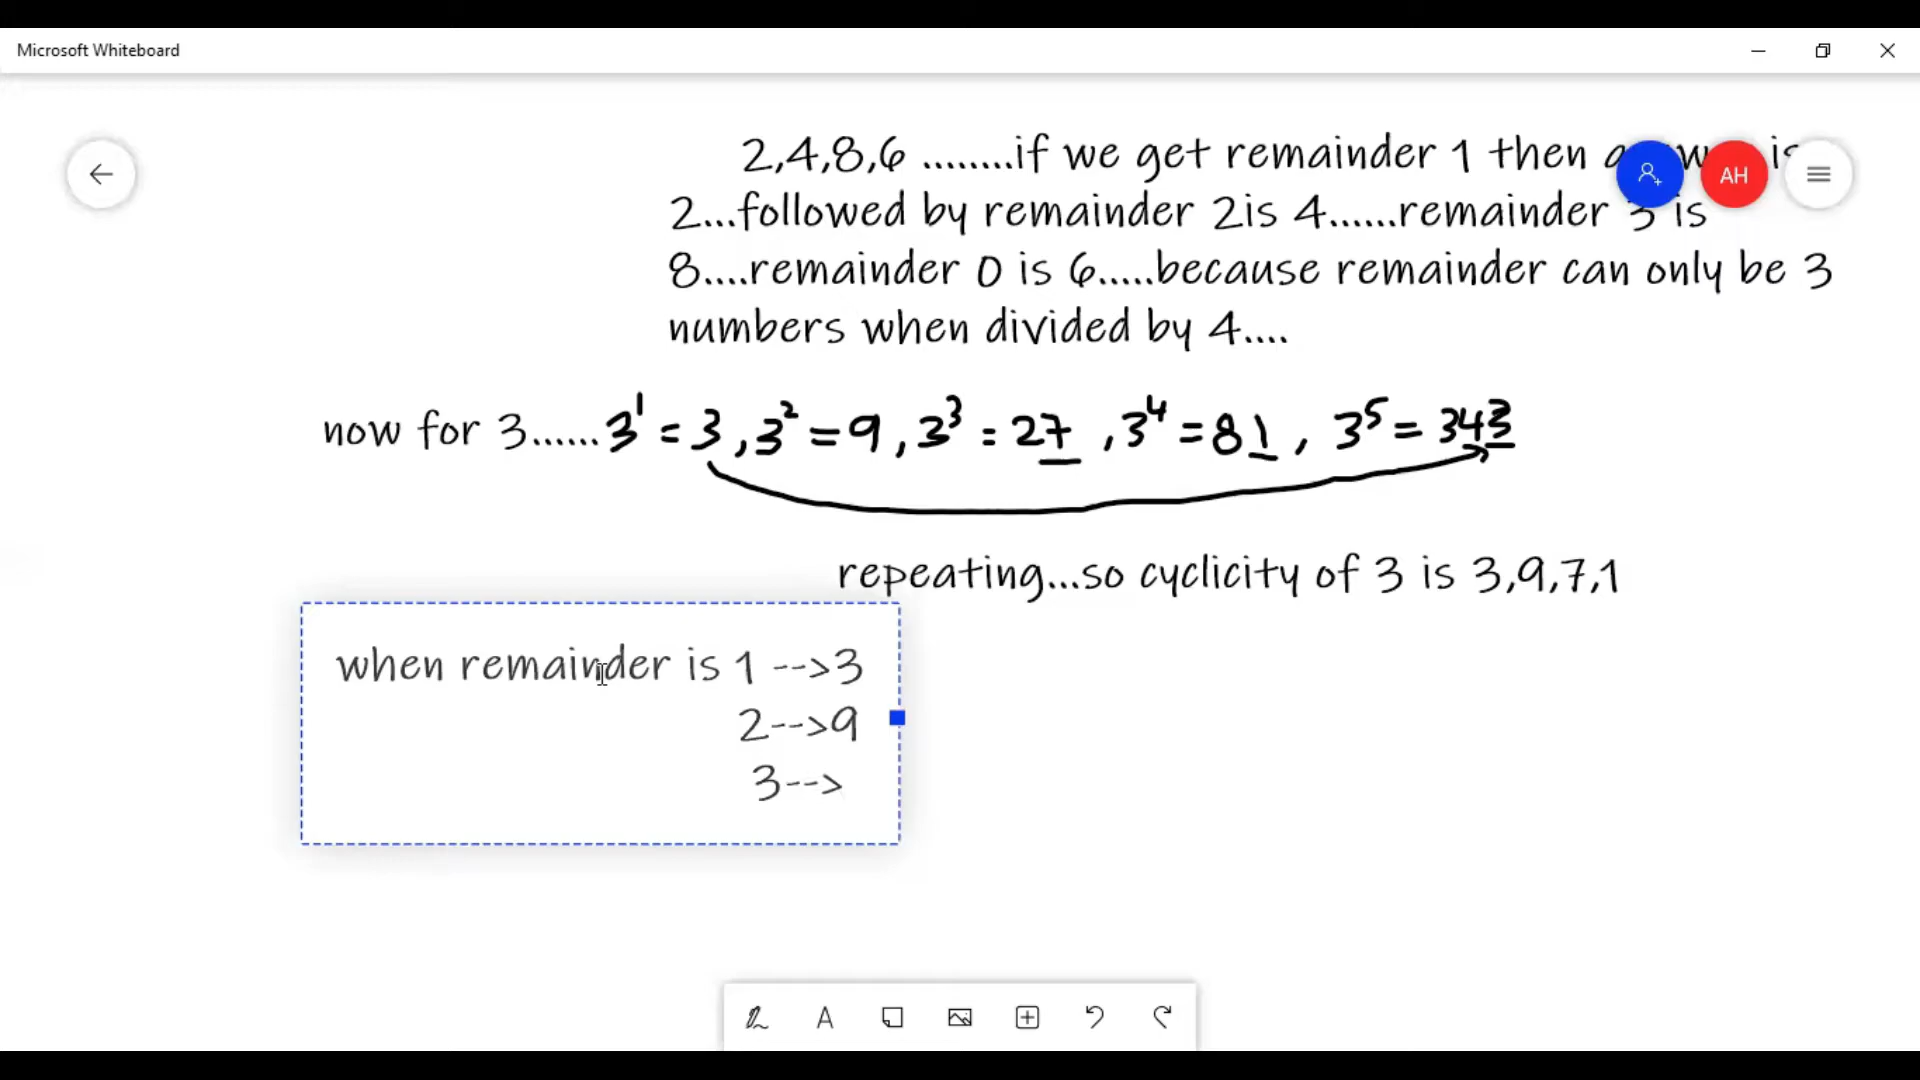 Microsoft Whiteboard
2,4,8,6 ........if we get remainder 1 then is
AH
2...followed by remainder 2is 4......remainder 3 is
8....remainder 0 is 6.....because remainder can only be 3
numbers when divided by 4....
now for 3......3¹ = 3 , 3² = 9 , 3³ = 27 , 3⁴ = 81 , 3⁵ = 343
repeating...so cyclicity of 3 is 3,9,7,1
when remainder is 1 -->3
2-->9
3-->
A